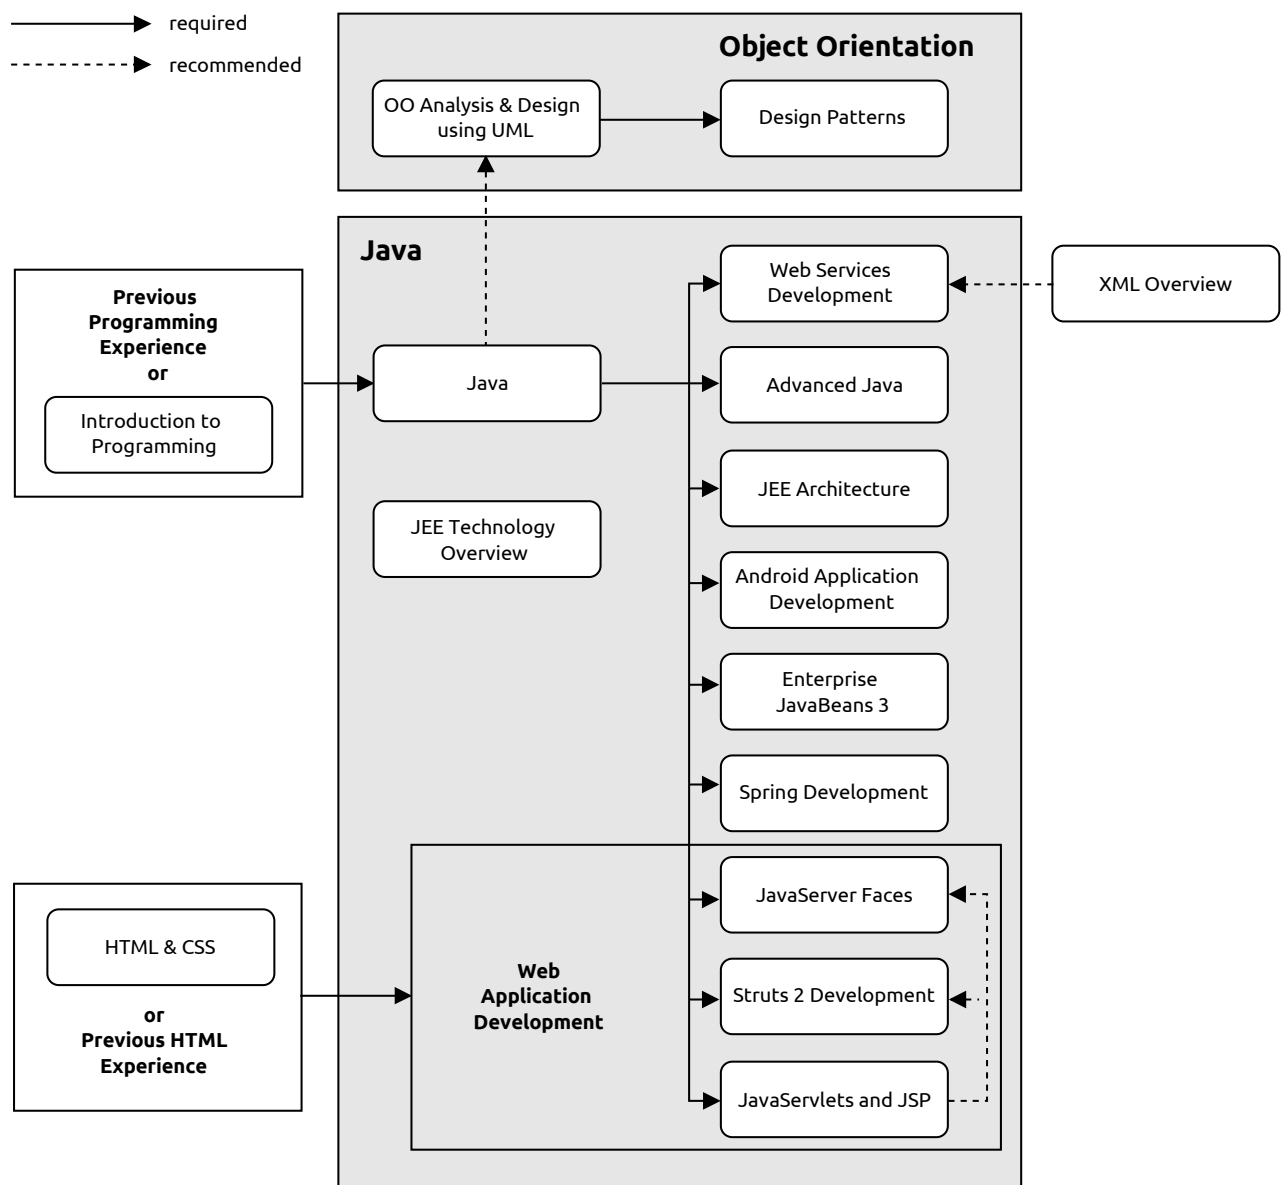 required
recommended
Object Orientation
OO Analysis & Design
using UML
Design Patterns
Java
Previous
Programming
Experience
or
Introduction to
Programming
Java
JEE Technology
Overview
Web Services
Development
XML Overview
Advanced Java
JEE Architecture
Android Application
Development
Enterprise
JavaBeans 3
Spring Development
HTML & CSS
or
Previous HTML
Experience
Web
Application
Development
JavaServer Faces
Struts 2 Development
JavaServlets and JSP